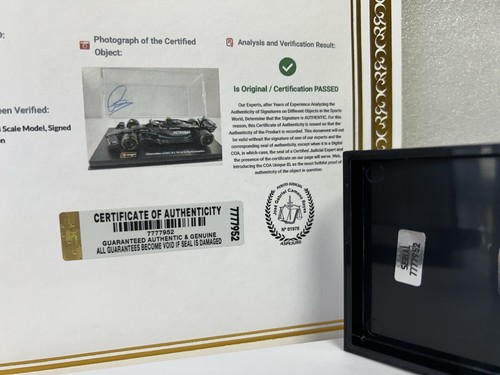 Photograph of the Certified
Object:
een Verified:
Scale Model, Signed
Analysis and Verification Result:
Is Original / Certification PASSED
Our Experts, after Years of Experience Analyzing the
Authenticity of Signatures on Different Objects in the Sports
World, Determine that the Signature is AUTHENTIC. For this
reason, this Certificate of Authenticity is issued so that the
Authenticity of the Product is recorded. This document will not
be valid without the signature of one of our experts and the
corresponding seal of authenticity, except when it is a Digital
COA, in which case, the seal of a Certified Judicial Expert and
the presence of the certificate on our page will serve. Web.
Introducing the COA Unique ID, as the most faithful proof of
authenticity of the object in question.
CERTIFICATE OF AUTHENTICITY
7777952
GUARANTEED AUTHENTIC & GENUINE
ALL GUARANTEES BECOME VOID IF SEAL IS DAMAGED
7777952
PERITO JUDICIAL
Nº 01978
ASPEJURE
SERIAL
7777952